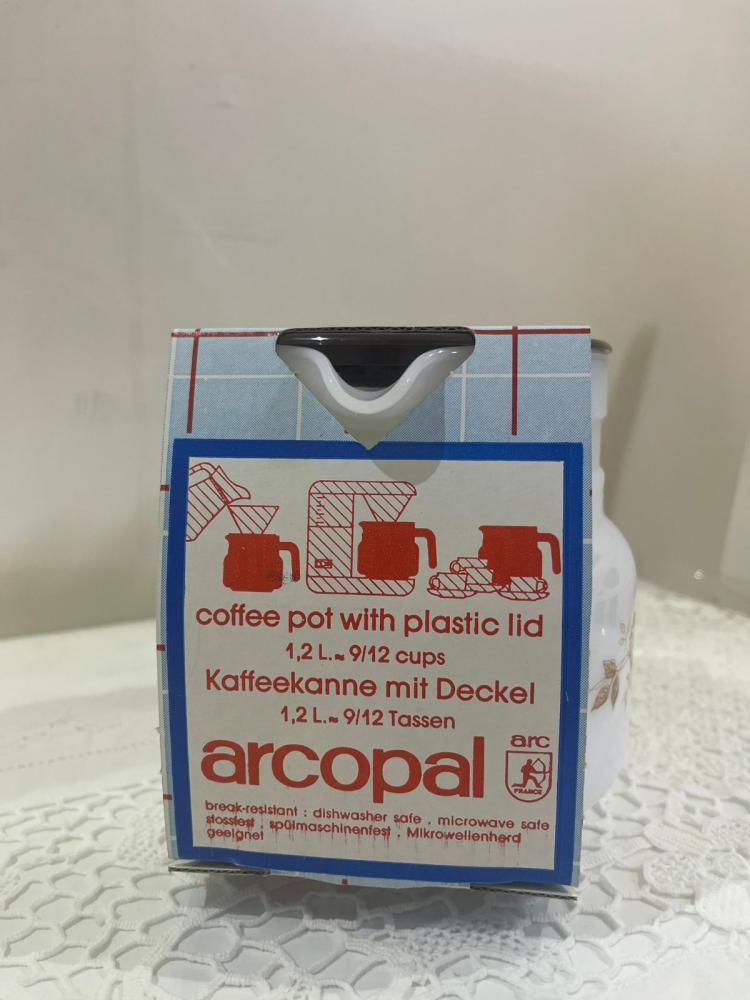 coffee pot with plastic lid
1,2 L.≈ 9/12 cups
Kaffeekanne mit Deckel
1,2 L.≈ 9/12 Tassen
arcopal
arc
FRANCE
break-resistant : dishwasher safe . microwave safe
stossfest . spülmaschinenfest . Mikrowellenherd
geeignet